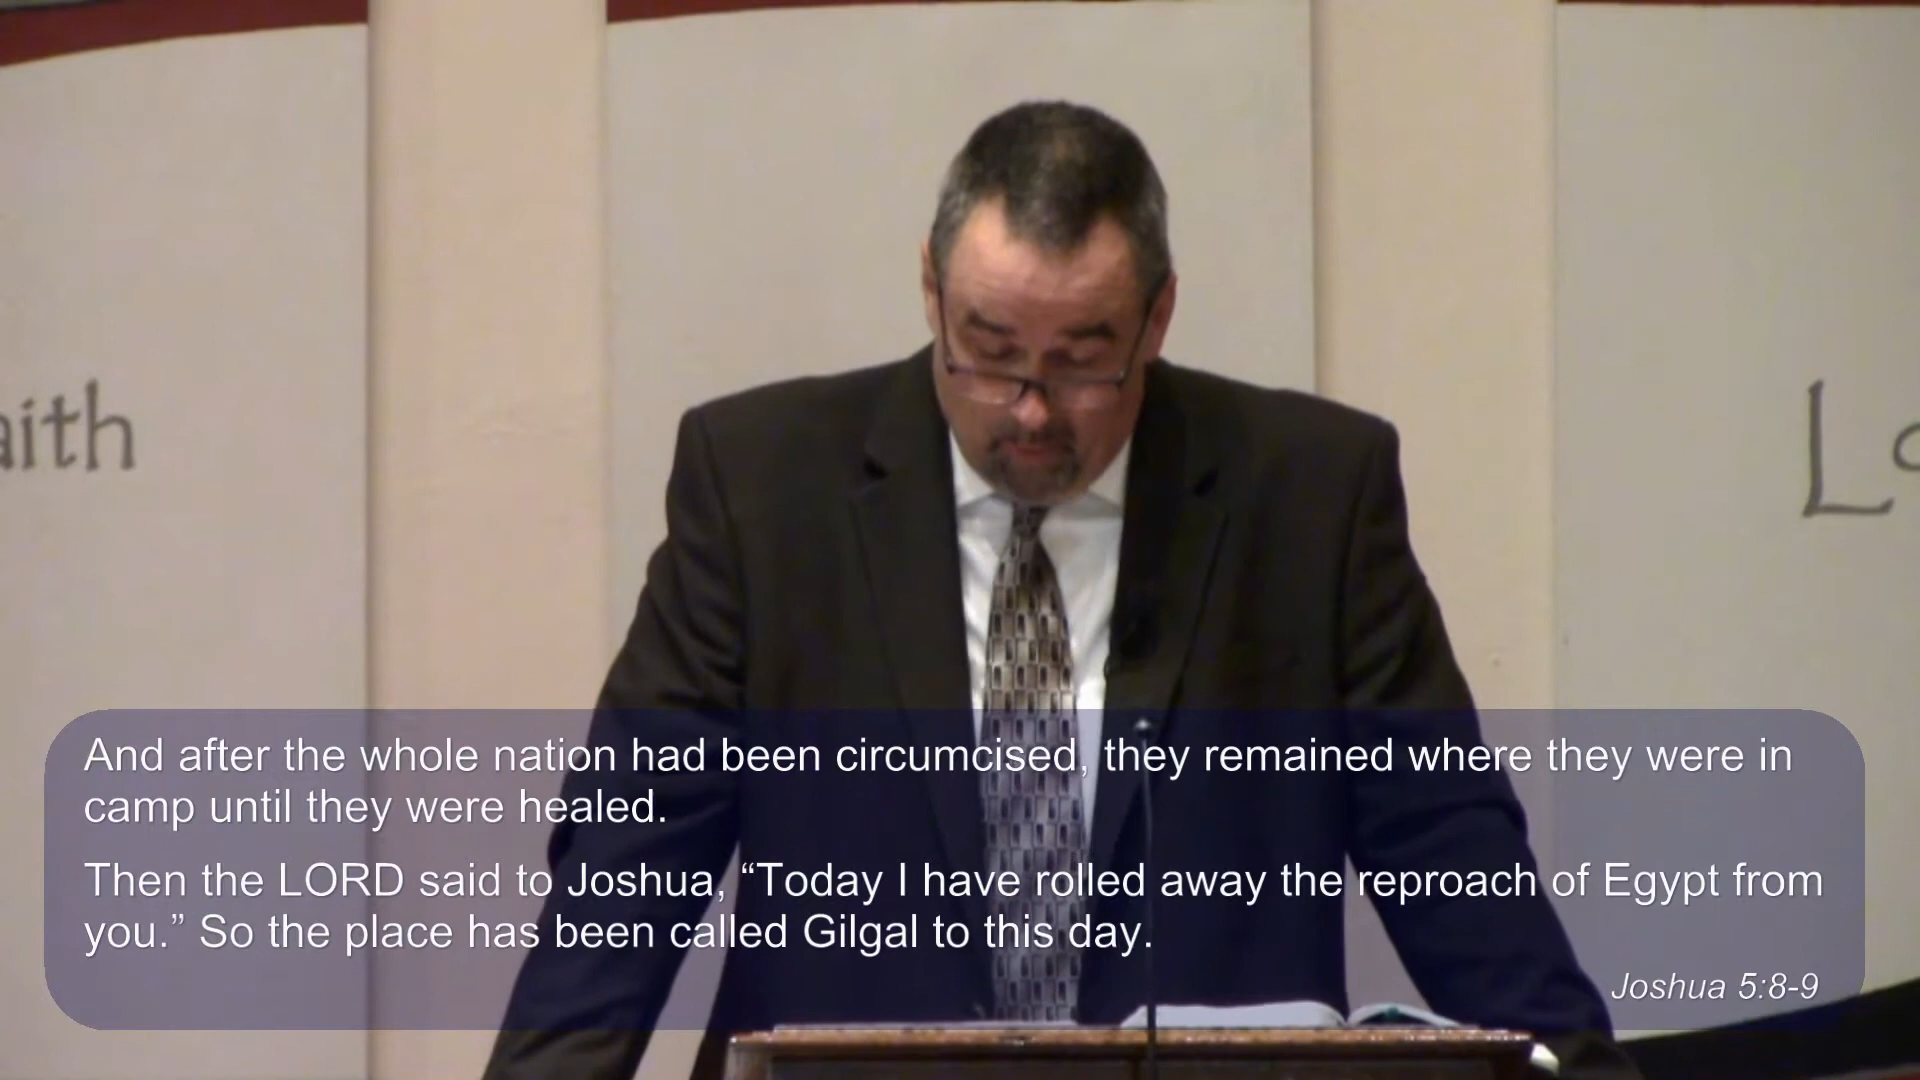 aith
Lo
And after the whole nation had been circumcised, they remained where they were in
camp until they were healed.
Then the LORD said to Joshua, “Today I have rolled away the reproach of Egypt from
you.” So the place has been called Gilgal to this day.
Joshua 5:8-9